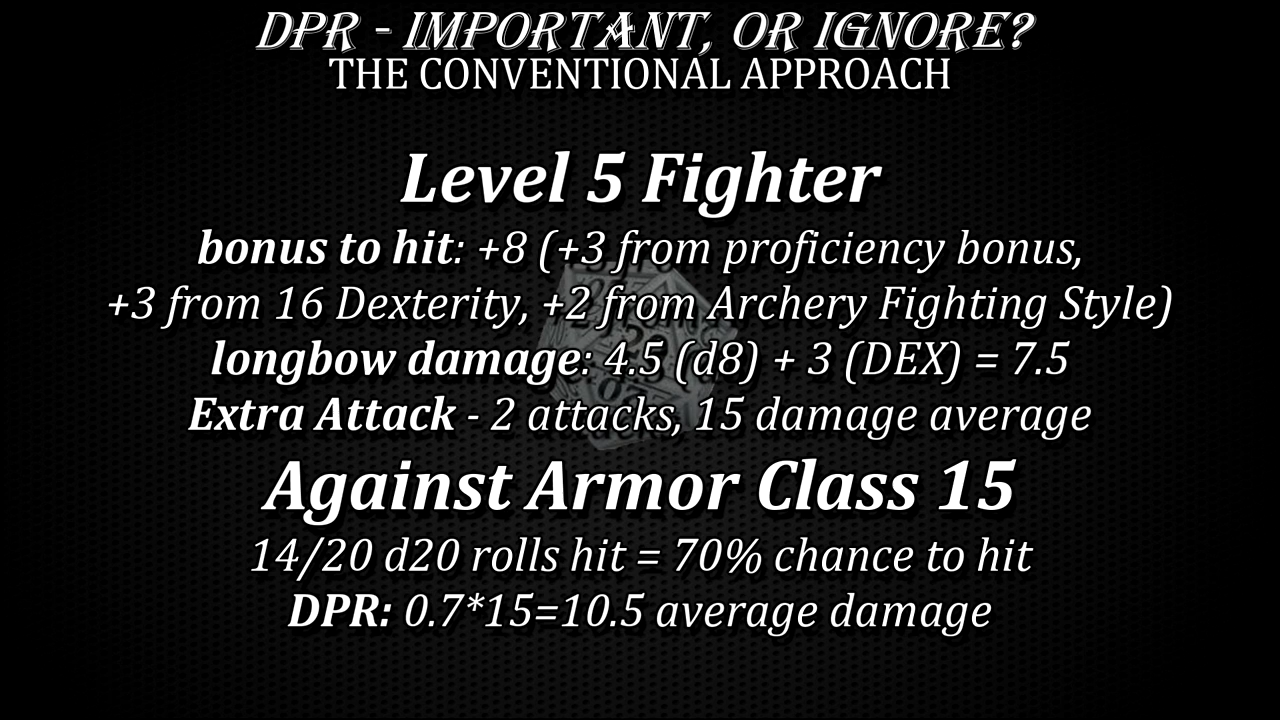 DPR - IMPORTANT, OR IGNORE?
THE CONVENTIONAL APPROACH
Level 5 Fighter
bonus to hit: +8 (+3 from proficiency bonus,
+3 from 16 Dexterity, +2 from Archery Fighting Style)
longbow damage: 4.5 (d8) + 3 (DEX) = 7.5
Extra Attack - 2 attacks, 15 damage average
Against Armor Class 15
14/20 d20 rolls hit = 70% chance to hit
DPR: 0.7*15=10.5 average damage